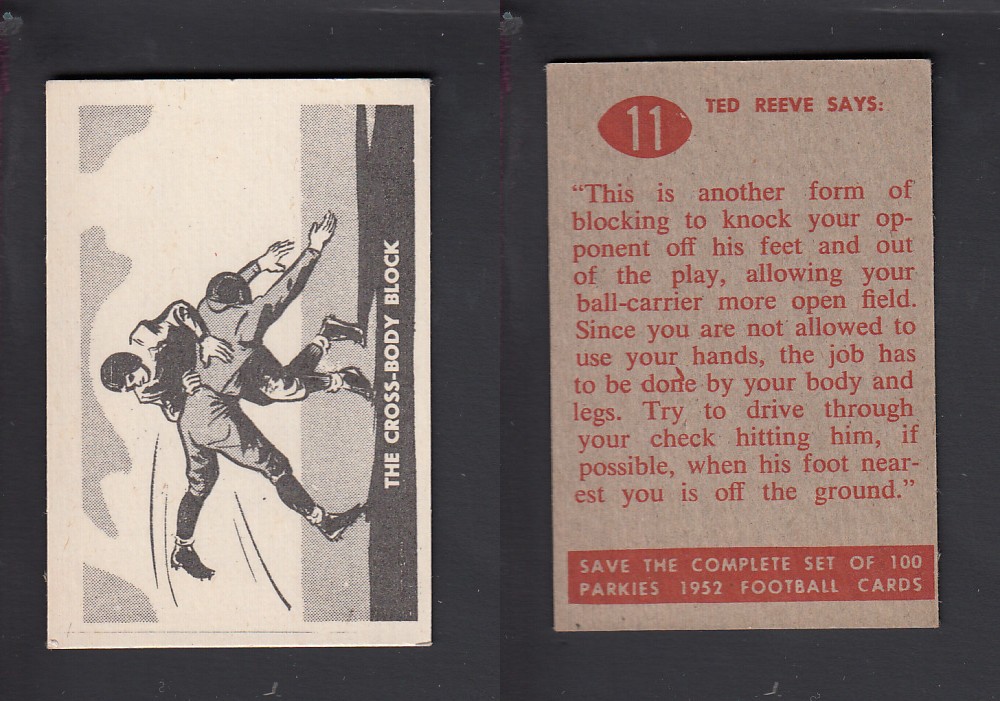 THE CROSS-BODY BLOCK
11
TED REEVE SAYS:
“This is another form of
blocking to knock your op-
ponent off his feet and out
of the play, allowing your
ball-carrier more open field.
Since you are not allowed to
use your hands, the job has
to be done by your body and
legs. Try to drive through
your check hitting him, if
possible, when his foot near-
est you is off the ground.”
SAVE THE COMPLETE SET OF 100
PARKIES 1952 FOOTBALL CARDS